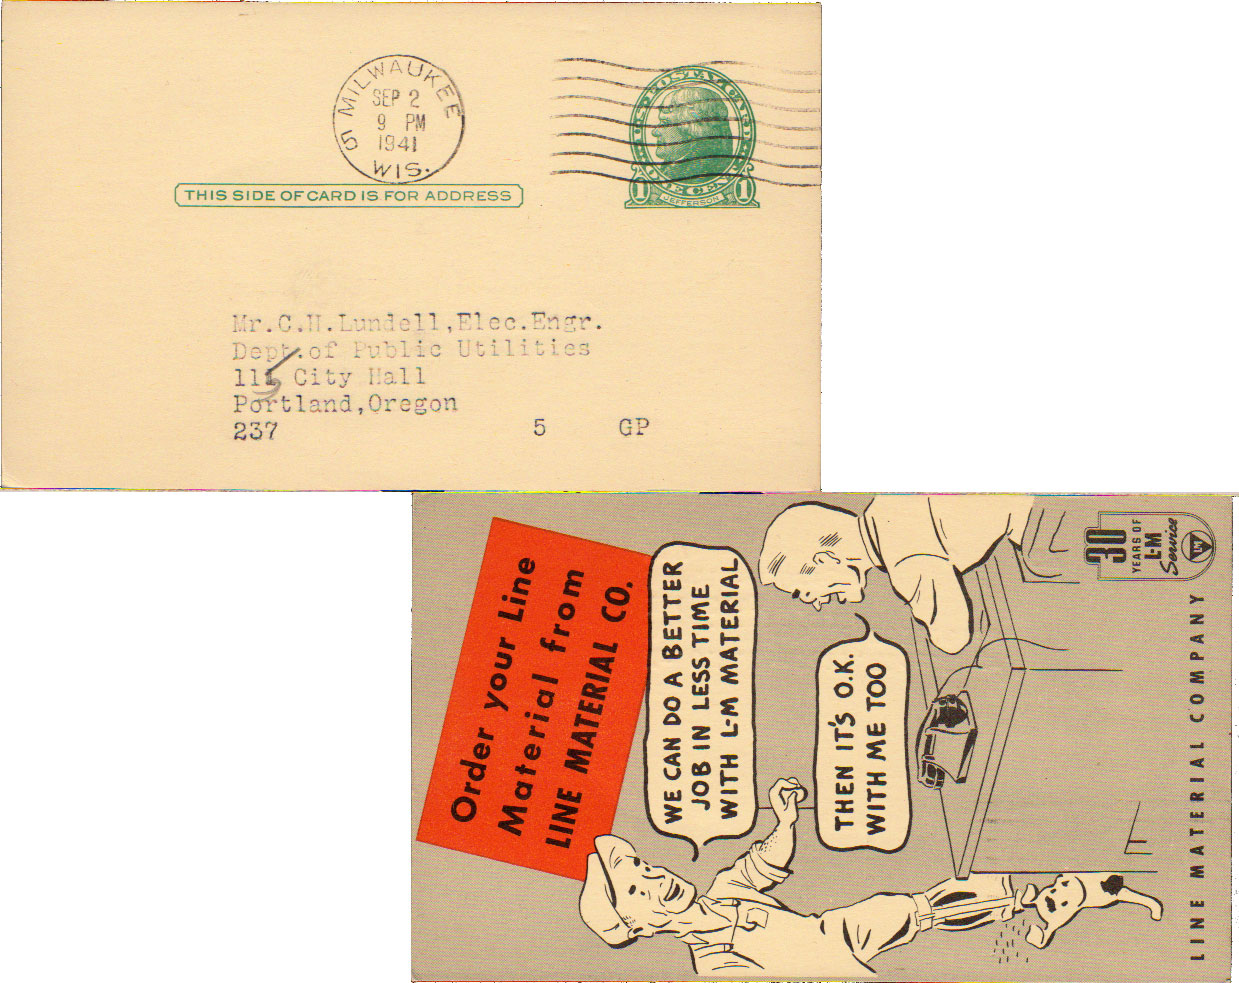 5 MILWAUKEE
SEP 2
9 PM
1941
WIS.
U.S. POSTAL CARD
ONE CENT
1 JEFFERSON 1
THIS SIDE OF CARD IS FOR ADDRESS
Mr.C.H.Lundell,Elec.Engr.
Dept.of Public Utilities
115 City Hall
Portland,Oregon
237 5 GP
Order your Line
Material from
LINE MATERIAL CO.
WE CAN DO A BETTER
JOB IN LESS TIME
WITH L-M MATERIAL
THEN IT'S O.K.
WITH ME TOO
30
YEARS OF
L-M
Service
LM
LINE MATERIAL COMPANY